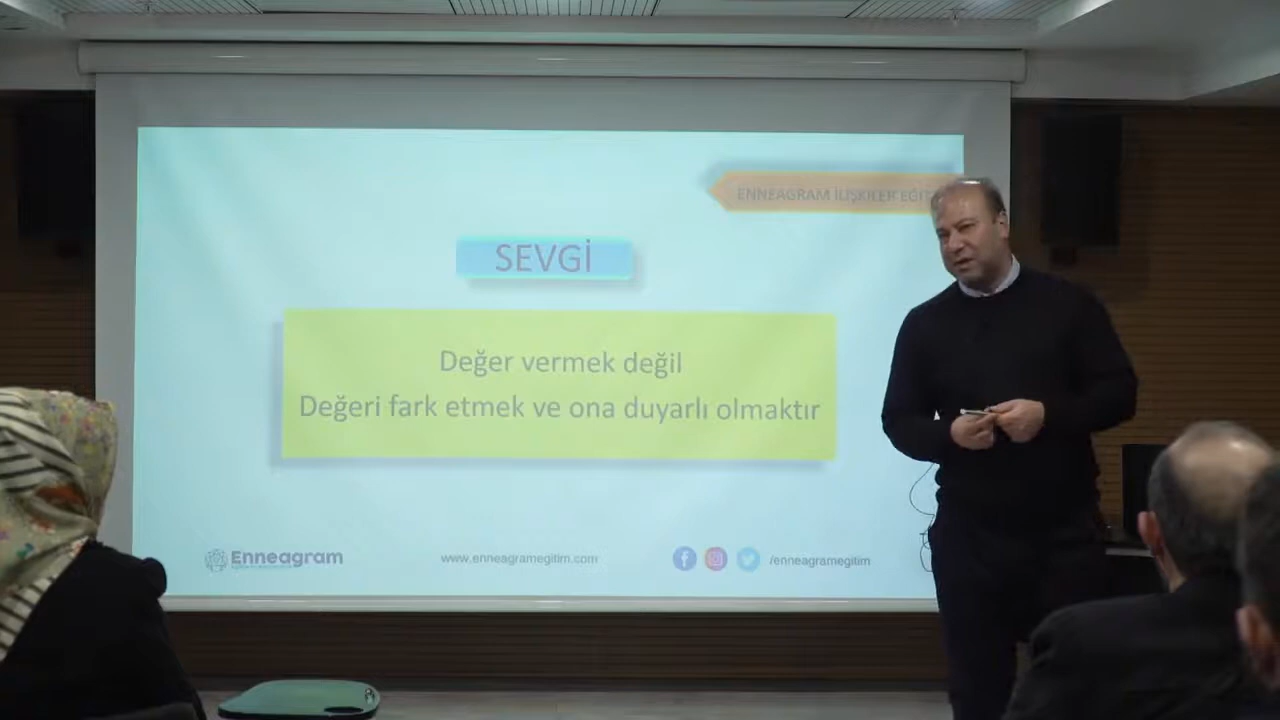 ENNEAGRAM İLİŞKİLER
SEVGİ
Değer vermek değil
Değeri fark etmek ve ona duyarlı olmaktır
Enneagram
www.enneagramegitim.com
/enneagramegitim